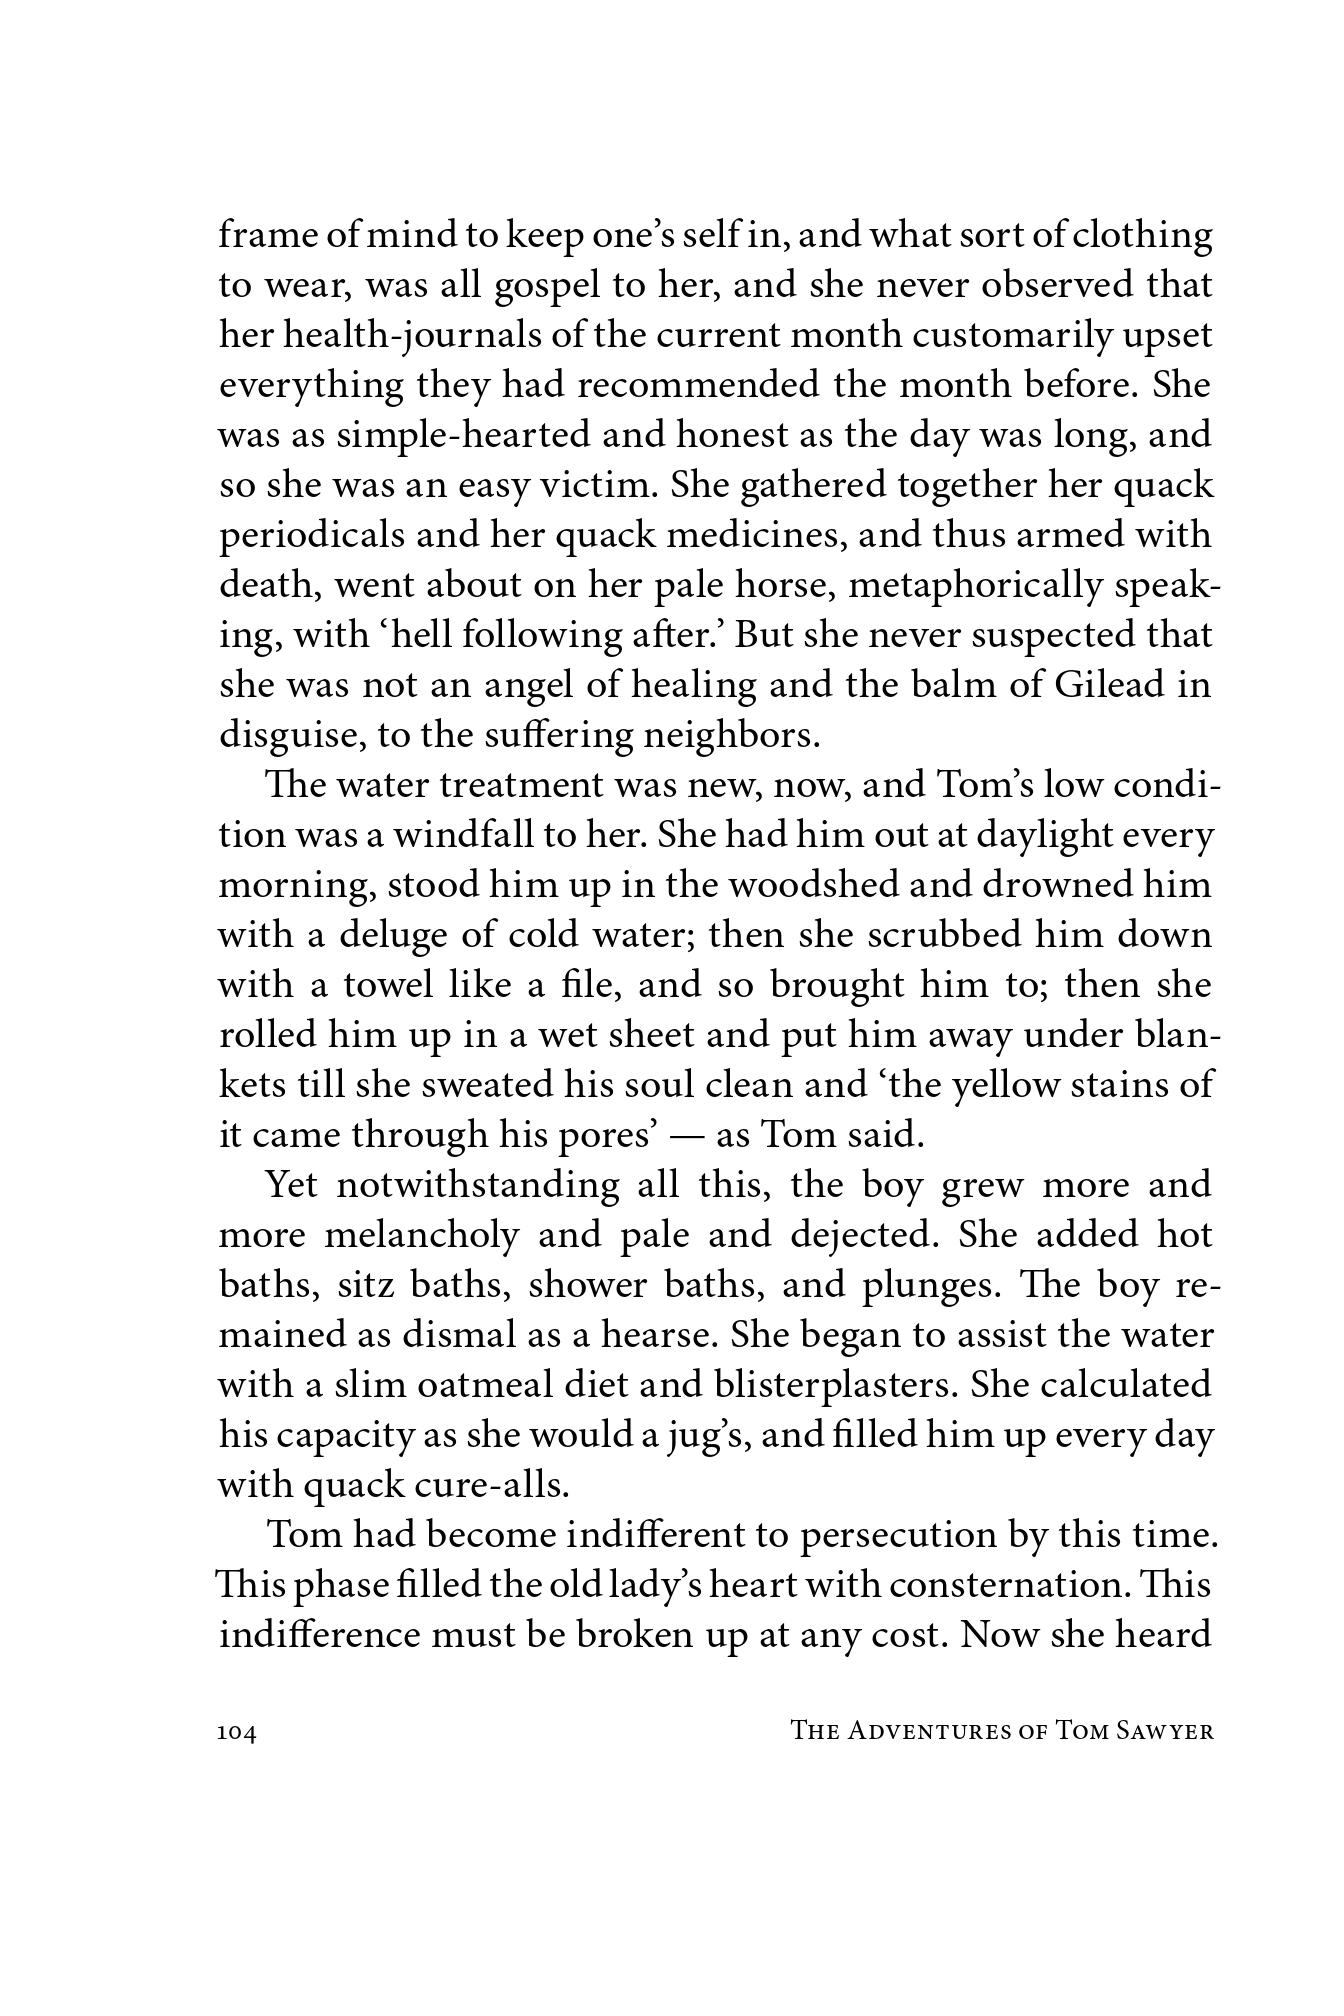 frame of mind to keep one’s self in, and what sort of clothing
to wear, was all gospel to her, and she never observed that
her health-journals of the current month customarily upset
everything they had recommended the month before. She
was as simple-hearted and honest as the day was long, and
so she was an easy victim. She gathered together her quack
periodicals and her quack medicines, and thus armed with
death, went about on her pale horse, metaphorically speak-
ing, with ‘hell following after.’ But she never suspected that
she was not an angel of healing and the balm of Gilead in
disguise, to the suffering neighbors.
The water treatment was new, now, and Tom’s low condi-
tion was a windfall to her. She had him out at daylight every
morning, stood him up in the woodshed and drowned him
with a deluge of cold water; then she scrubbed him down
with a towel like a file, and so brought him to; then she
rolled him up in a wet sheet and put him away under blan-
kets till she sweated his soul clean and ‘the yellow stains of
it came through his pores’ — as Tom said.
Yet notwithstanding all this, the boy grew more and
more melancholy and pale and dejected. She added hot
baths, sitz baths, shower baths, and plunges. The boy re-
mained as dismal as a hearse. She began to assist the water
with a slim oatmeal diet and blisterplasters. She calculated
his capacity as she would a jug’s, and filled him up every day
with quack cure-alls.
Tom had become indifferent to persecution by this time.
This phase filled the old lady’s heart with consternation. This
indifference must be broken up at any cost. Now she heard
104 The Adventures of Tom Sawyer